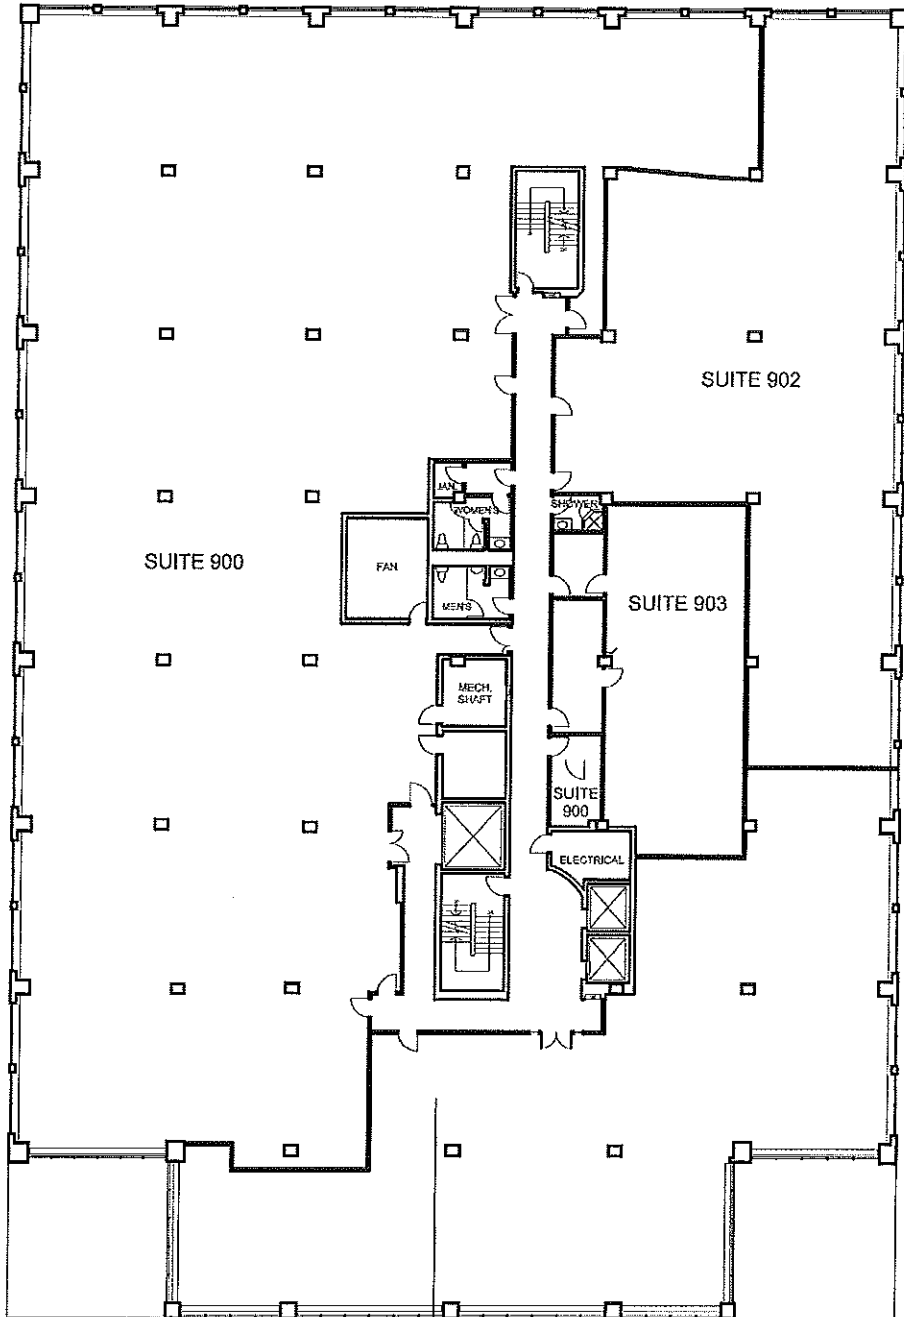 SUITE 902
JAN.
WOMEN'S
SHOWER
SUITE 900
FAN
SUITE 903
MEN'S
MECH.
SHAFT
SUITE
900
ELECTRICAL